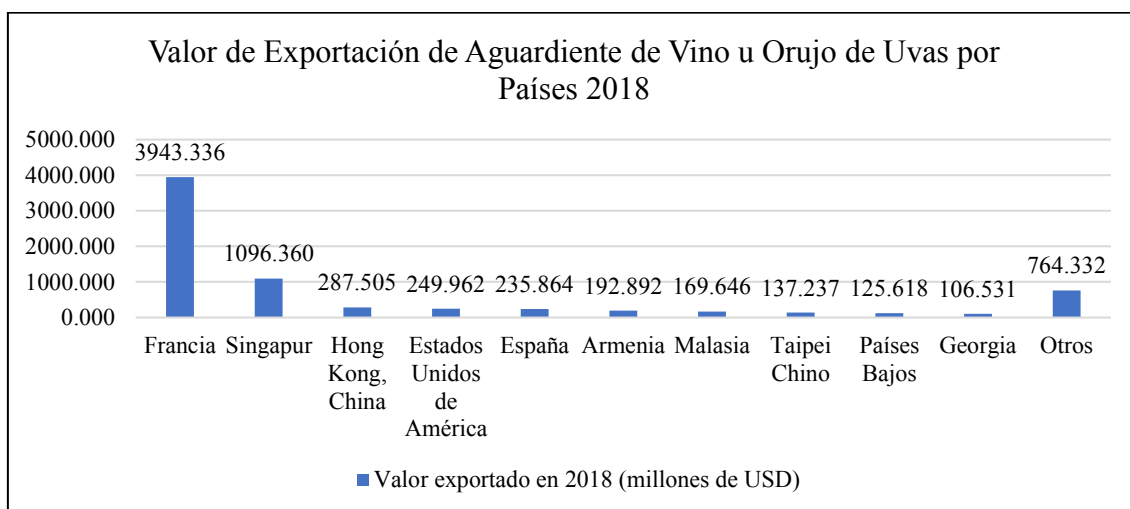 Valor de Exportación de Aguardiente de Vino u Orujo de Uvas por
Países 2018
5000.000
4000.000
3000.000
2000.000
1000.000
0.000
3943.336
1096.360
287.505
249.962
235.864
192.892
169.646
137.237
125.618
106.531
764.332
Francia
Singapur
Hong
Kong,
China
Estados
Unidos
de
América
España
Armenia
Malasia
Taipei
Chino
Países
Bajos
Georgia
Otros
Valor exportado en 2018 (millones de USD)